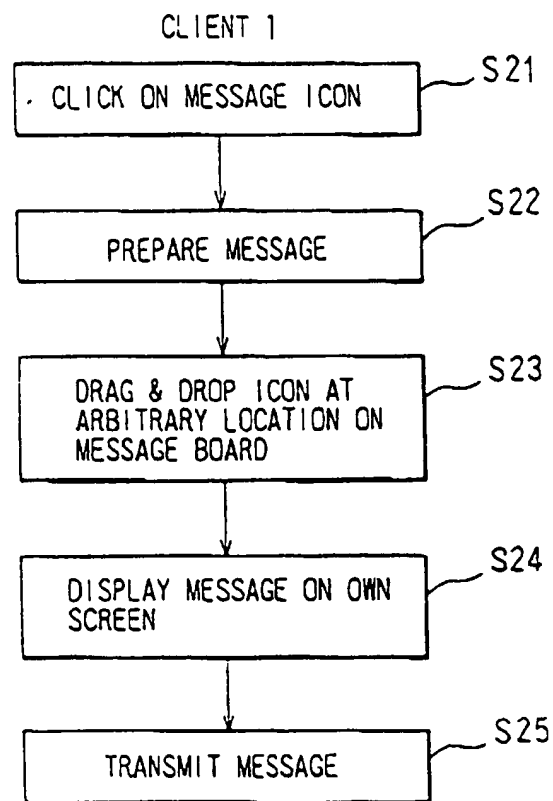 CLIENT 1
CLICK ON MESSAGE ICON
S21
PREPARE MESSAGE
S22
DRAG & DROP ICON AT
ARBITRARY LOCATION ON
MESSAGE BOARD
S23
DISPLAY MESSAGE ON OWN
SCREEN
S24
TRANSMIT MESSAGE
S25